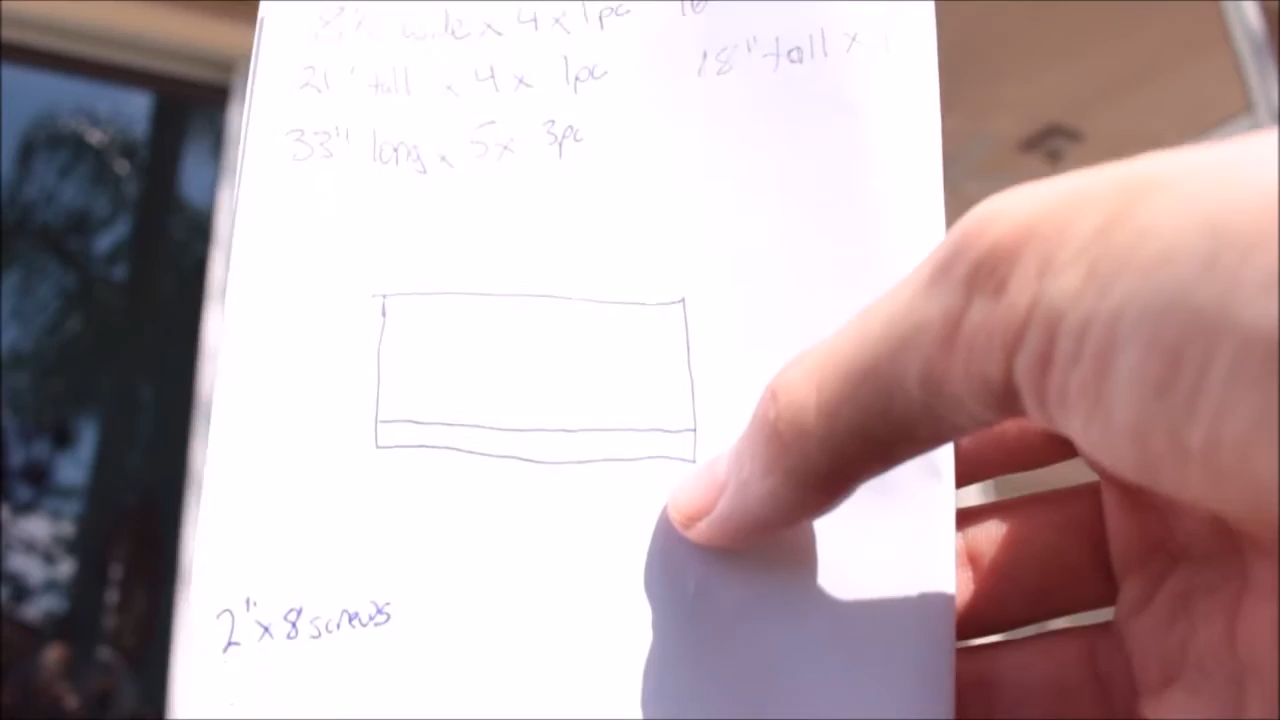 wide x 4 x 1pc
21" tall x 4 x 1pc
18" tall x
33" long x 5x 3pc
2" x 8 screws